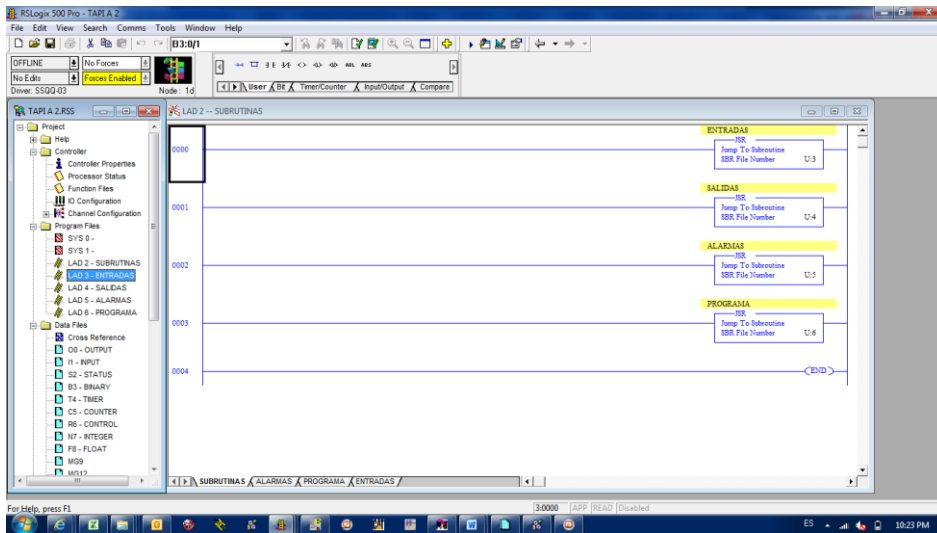 RSLogix 500 Pro - TAPI A 2
File Edit View Search Comms Tools Window Help
B3:0/1
OFFLINE No Forces
No Edits Forces Enabled
Driver: SSQQ-03 Node: 1d
ABL ABS
User Bit Timer/Counter Input/Output Compare
TAPI A 2.RSS
Project
Help
Controller
Controller Properties
Processor Status
Function Files
IO Configuration
Channel Configuration
Program Files
SYS 0 -
SYS 1 -
LAD 2 - SUBRUTINAS
LAD 3 - ENTRADAS
LAD 4 - SALIDAS
LAD 5 - ALARMAS
LAD 6 - PROGRAMA
Data Files
Cross Reference
O0 - OUTPUT
I1 - INPUT
S2 - STATUS
B3 - BINARY
T4 - TIMER
C5 - COUNTER
R6 - CONTROL
N7 - INTEGER
F8 - FLOAT
MG9
MG12
LAD 2 -- SUBRUTINAS
ENTRADAS
JSR
0000 Jump To Subroutine
SBR File Number U:3
SALIDAS
JSR
0001 Jump To Subroutine
SBR File Number U:4
ALARMAS
JSR
0002 Jump To Subroutine
SBR File Number U:5
PROGRAMA
JSR
0003 Jump To Subroutine
SBR File Number U:6
0004 END
SUBRUTINAS ALARMAS PROGRAMA ENTRADAS
For Help, press F1
3:0000 APP READ Disabled
ES 10:23 PM